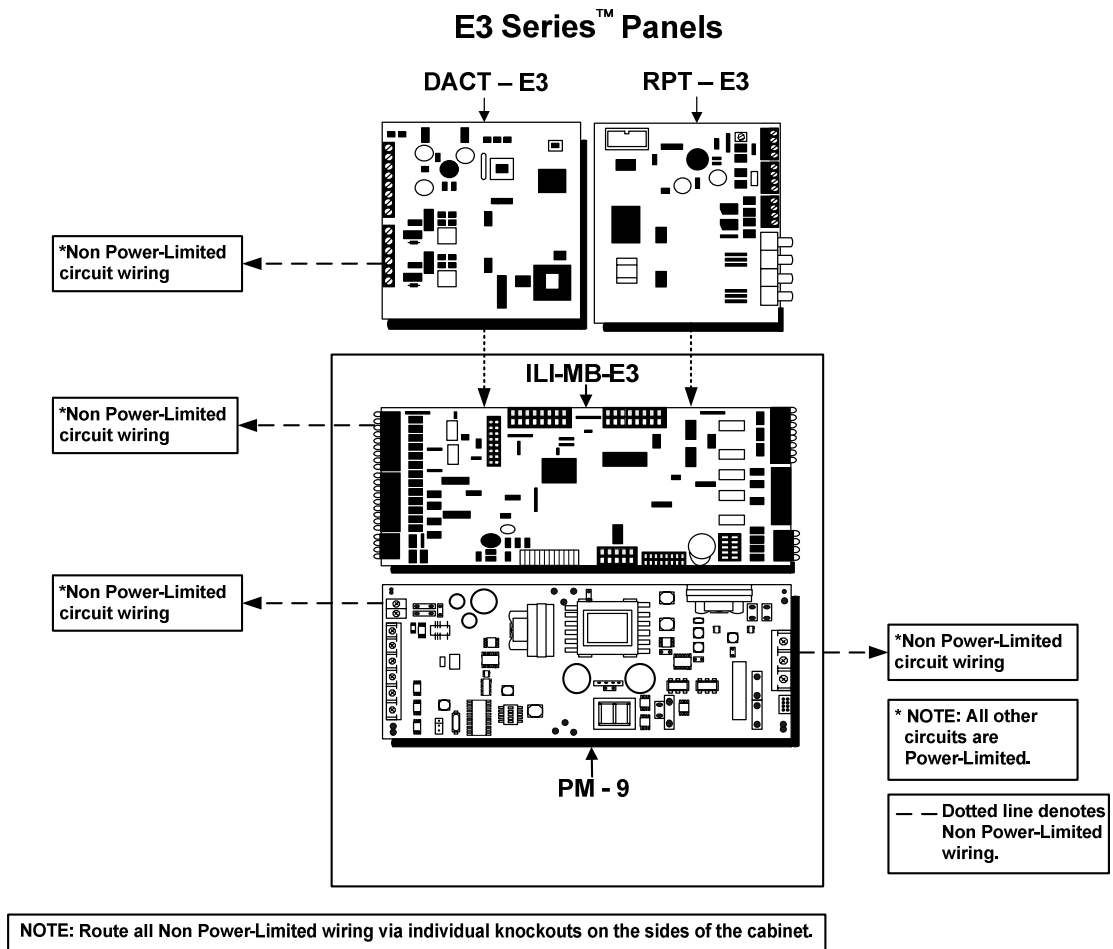 E3 Series™ Panels
DACT – E3
RPT – E3
*Non Power-Limited
circuit wiring
ILI-MB-E3
*Non Power-Limited
circuit wiring
*Non Power-Limited
circuit wiring
*Non Power-Limited
circuit wiring
* NOTE: All other
circuits are
Power-Limited.
PM - 9
Dotted line denotes
Non Power-Limited
wiring.
NOTE: Route all Non Power-Limited wiring via individual knockouts on the sides of the cabinet.